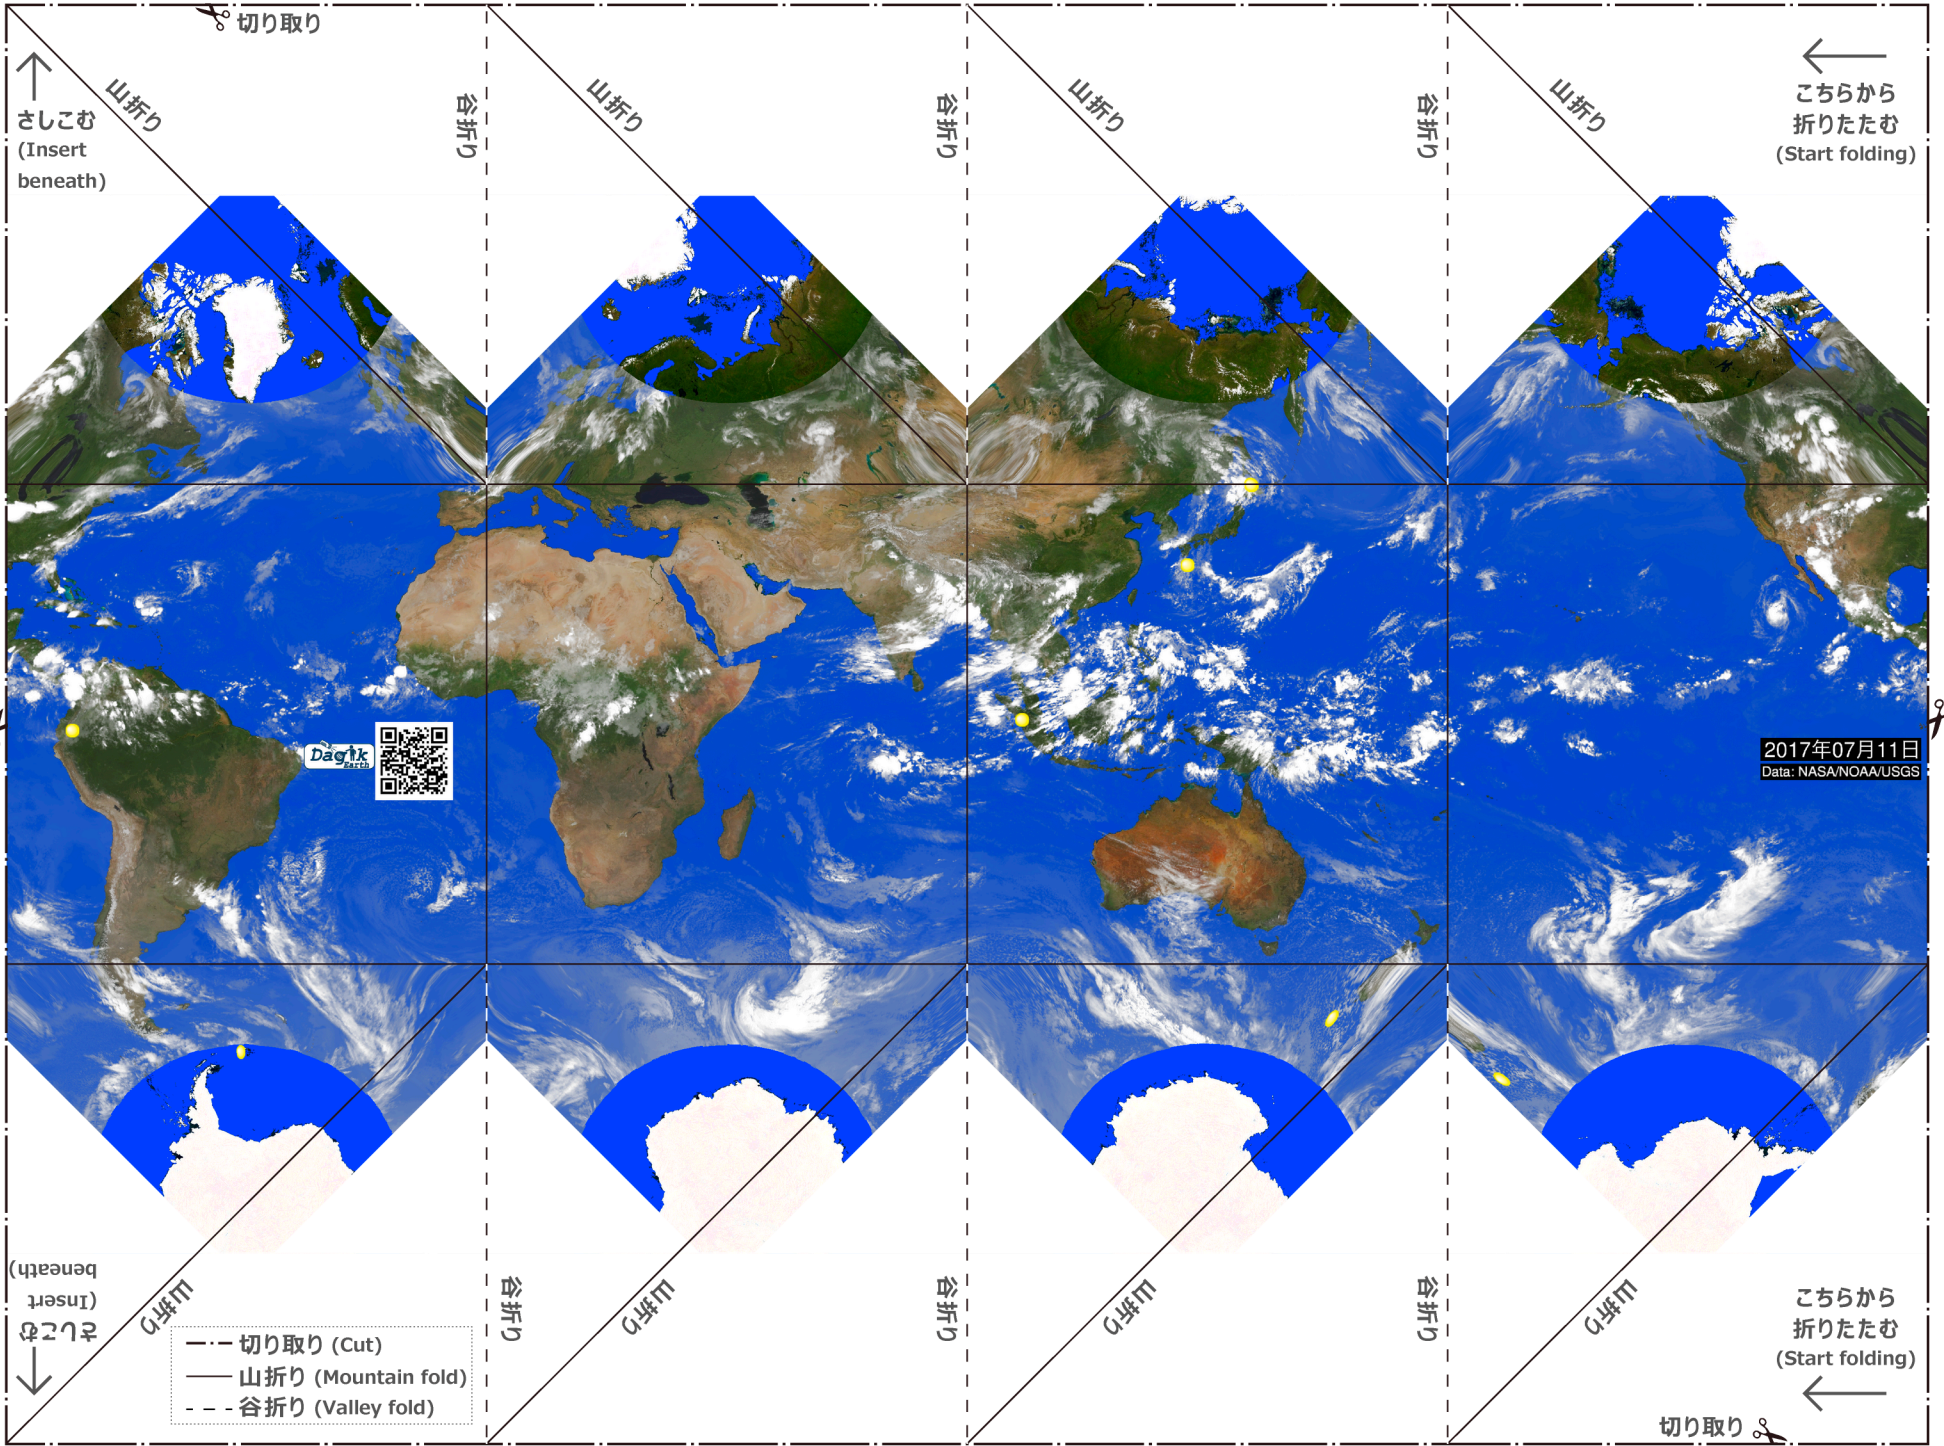 切り取り
山折り
谷折り
山折り
谷折り
山折り
谷折り
山折り
さしこむ
(Insert
beneath)
こちらから
折りたたむ
(Start folding)
Dagik
Earth
2017年07月11日
Data: NASA/NOAA/USGS
さしこむ
(Insert
beneath)
山折り
谷折り
山折り
谷折り
山折り
谷折り
山折り
こちらから
折りたたむ
(Start folding)
切り取り (Cut)
山折り (Mountain fold)
谷折り (Valley fold)
切り取り